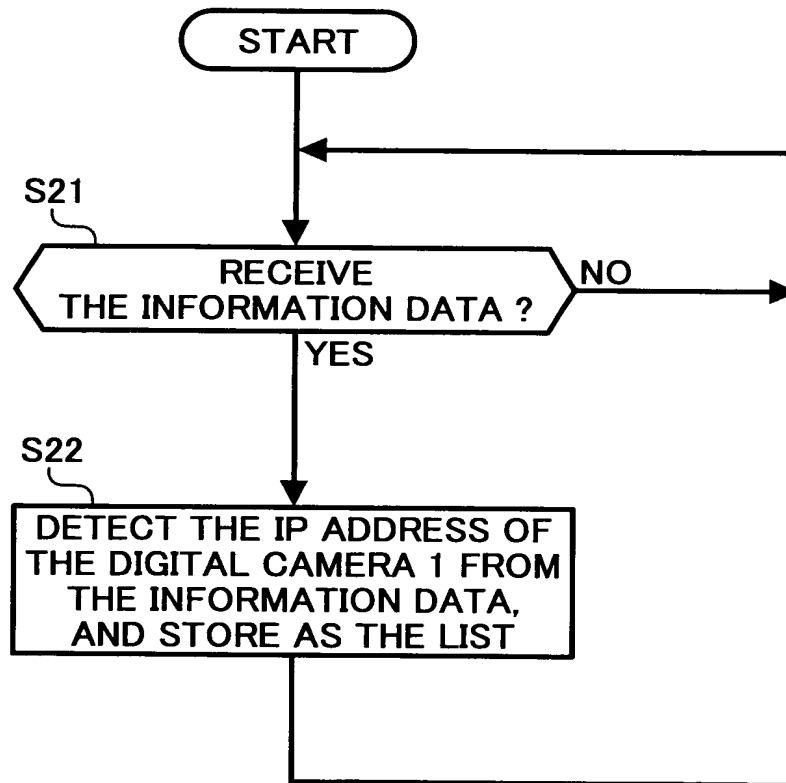 START
S21
RECEIVE
THE INFORMATION DATA ?
NO
YES
S22
DETECT THE IP ADDRESS OF
THE DIGITAL CAMERA 1 FROM
THE INFORMATION DATA,
AND STORE AS THE LIST